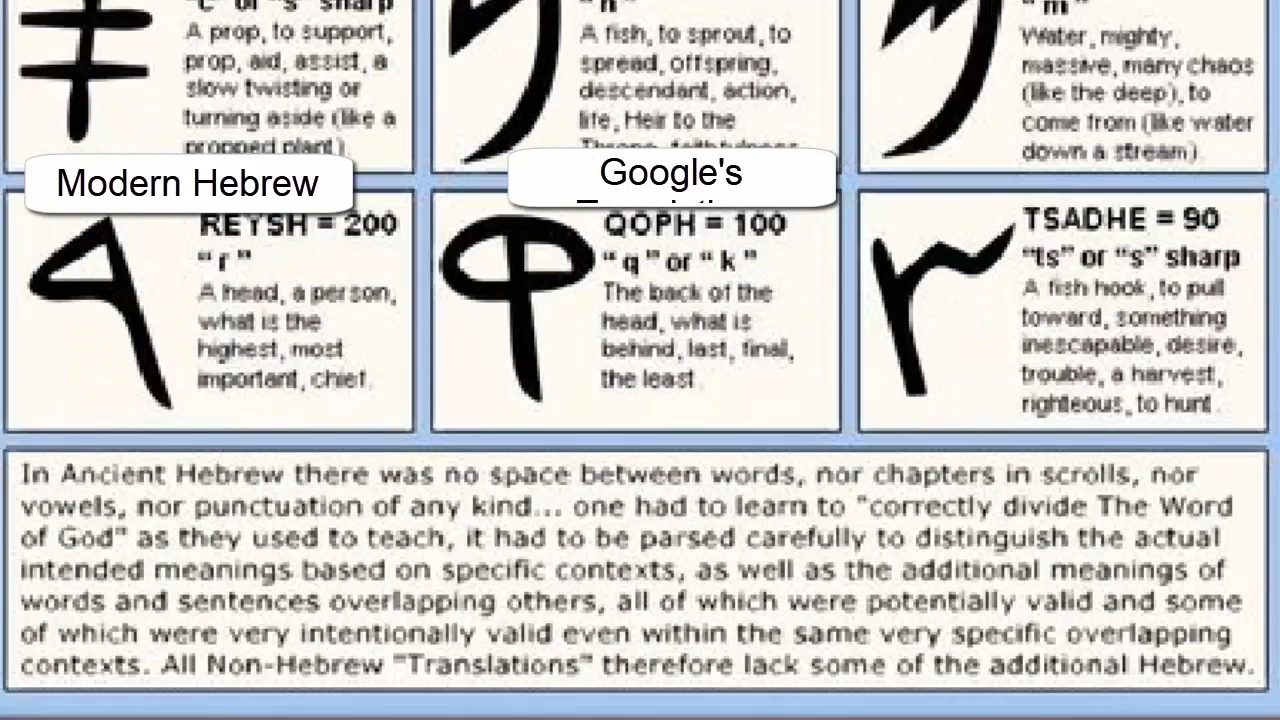 "c" or "s" sharp
A prop, to support,
prop, aid, assist, a
slow twisting or
turning aside (like a
propped plant)
"n"
A fish, to sprout, to
spread, offspring,
descendant, action,
life, Heir to the
Throne, faithfulness
"m"
Water, mighty,
massive, many chaos
(like the deep), to
come from (like water
down a stream).
Modern Hebrew
Google's
REYSH = 200
"r"
A head, a person,
what is the
highest, most
important, chief.
QOPH = 100
"q" or "k"
The back of the
head, what is
behind, last, final,
the least.
TSADHE = 90
"ts" or "s" sharp
A fish hook, to pull
toward, something
inescapable, desire,
trouble, a harvest,
righteous, to hunt.
In Ancient Hebrew there was no space between words, nor chapters in scrolls, nor
vowels, nor punctuation of any kind... one had to learn to "correctly divide The Word
of God" as they used to teach, it had to be parsed carefully to distinguish the actual
intended meanings based on specific contexts, as well as the additional meanings of
words and sentences overlapping others, all of which were potentially valid and some
of which were very intentionally valid even within the same very specific overlapping
contexts. All Non-Hebrew "Translations" therefore lack some of the additional Hebrew.